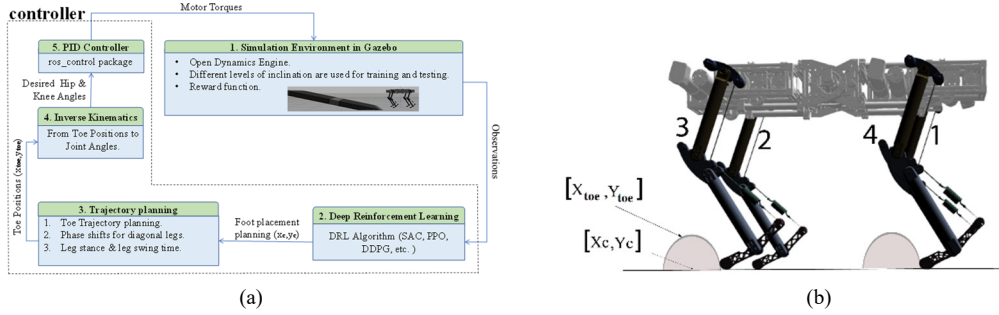 controller
Motor Torques
5. PID Controller
ros_control package
1. Simulation Environment in Gazebo
• Open Dynamics Engine.
• Different levels of inclination are used for training and testing.
• Reward function.
Desired Hip &
Knee Angles
4. Inverse Kinematics
From Toe Positions to
Joint Angles.
Toe Positions (xtoe,ytoe)
Observations
3. Trajectory planning
1. Toe Trajectory planning.
2. Phase shifts for diagonal legs.
3. Leg stance & leg swing time.
Foot placement
planning (xc,yc)
2. Deep Reinforcement Learning
DRL Algorithm (SAC, PPO,
DDPG, etc. )
(a)
3
2
4
1
[Xtoe,Ytoe]
[Xc,Yc]
(b)